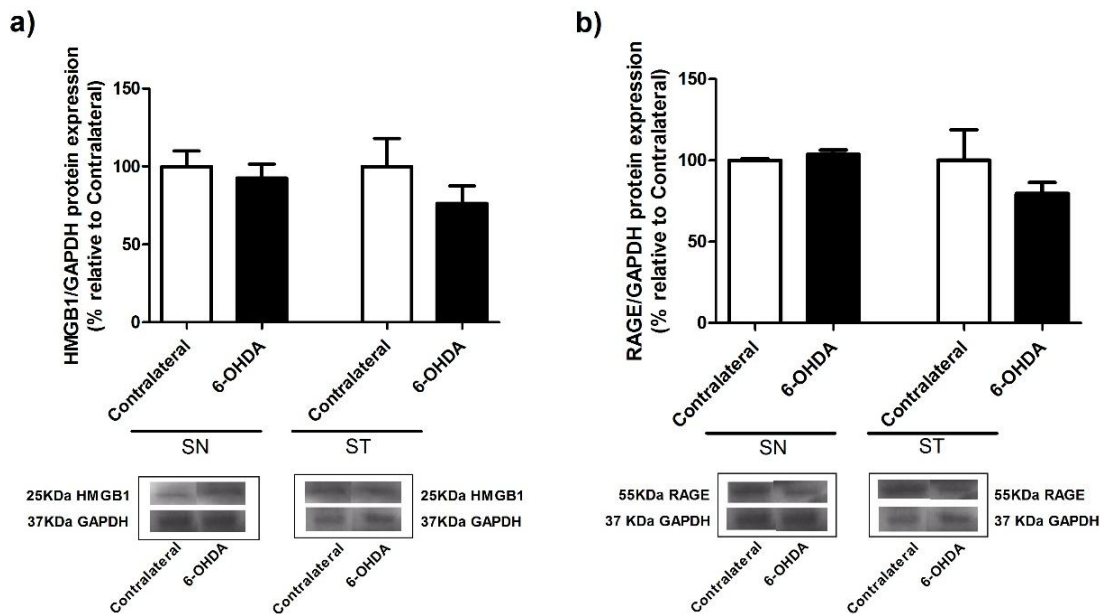 a)
HMGB1/GAPDH protein expression
(% relative to Contralateral)
150
100
50
0
Contralateral
6-OHDA
Contralateral
6-OHDA
SN
ST
25KDa HMGB1
25KDa HMGB1
37KDa GAPDH
37KDa GAPDH
Contralateral
6-OHDA
Contralateral
6-OHDA
b)
RAGE/GAPDH protein expression
(% relative to Contralateral)
150
100
50
0
Contralateral
6-OHDA
Contralateral
6-OHDA
SN
ST
55KDa RAGE
55KDa RAGE
37 KDa GAPDH
37 KDa GAPDH
Contralateral
6-OHDA
Contralateral
6-OHDA